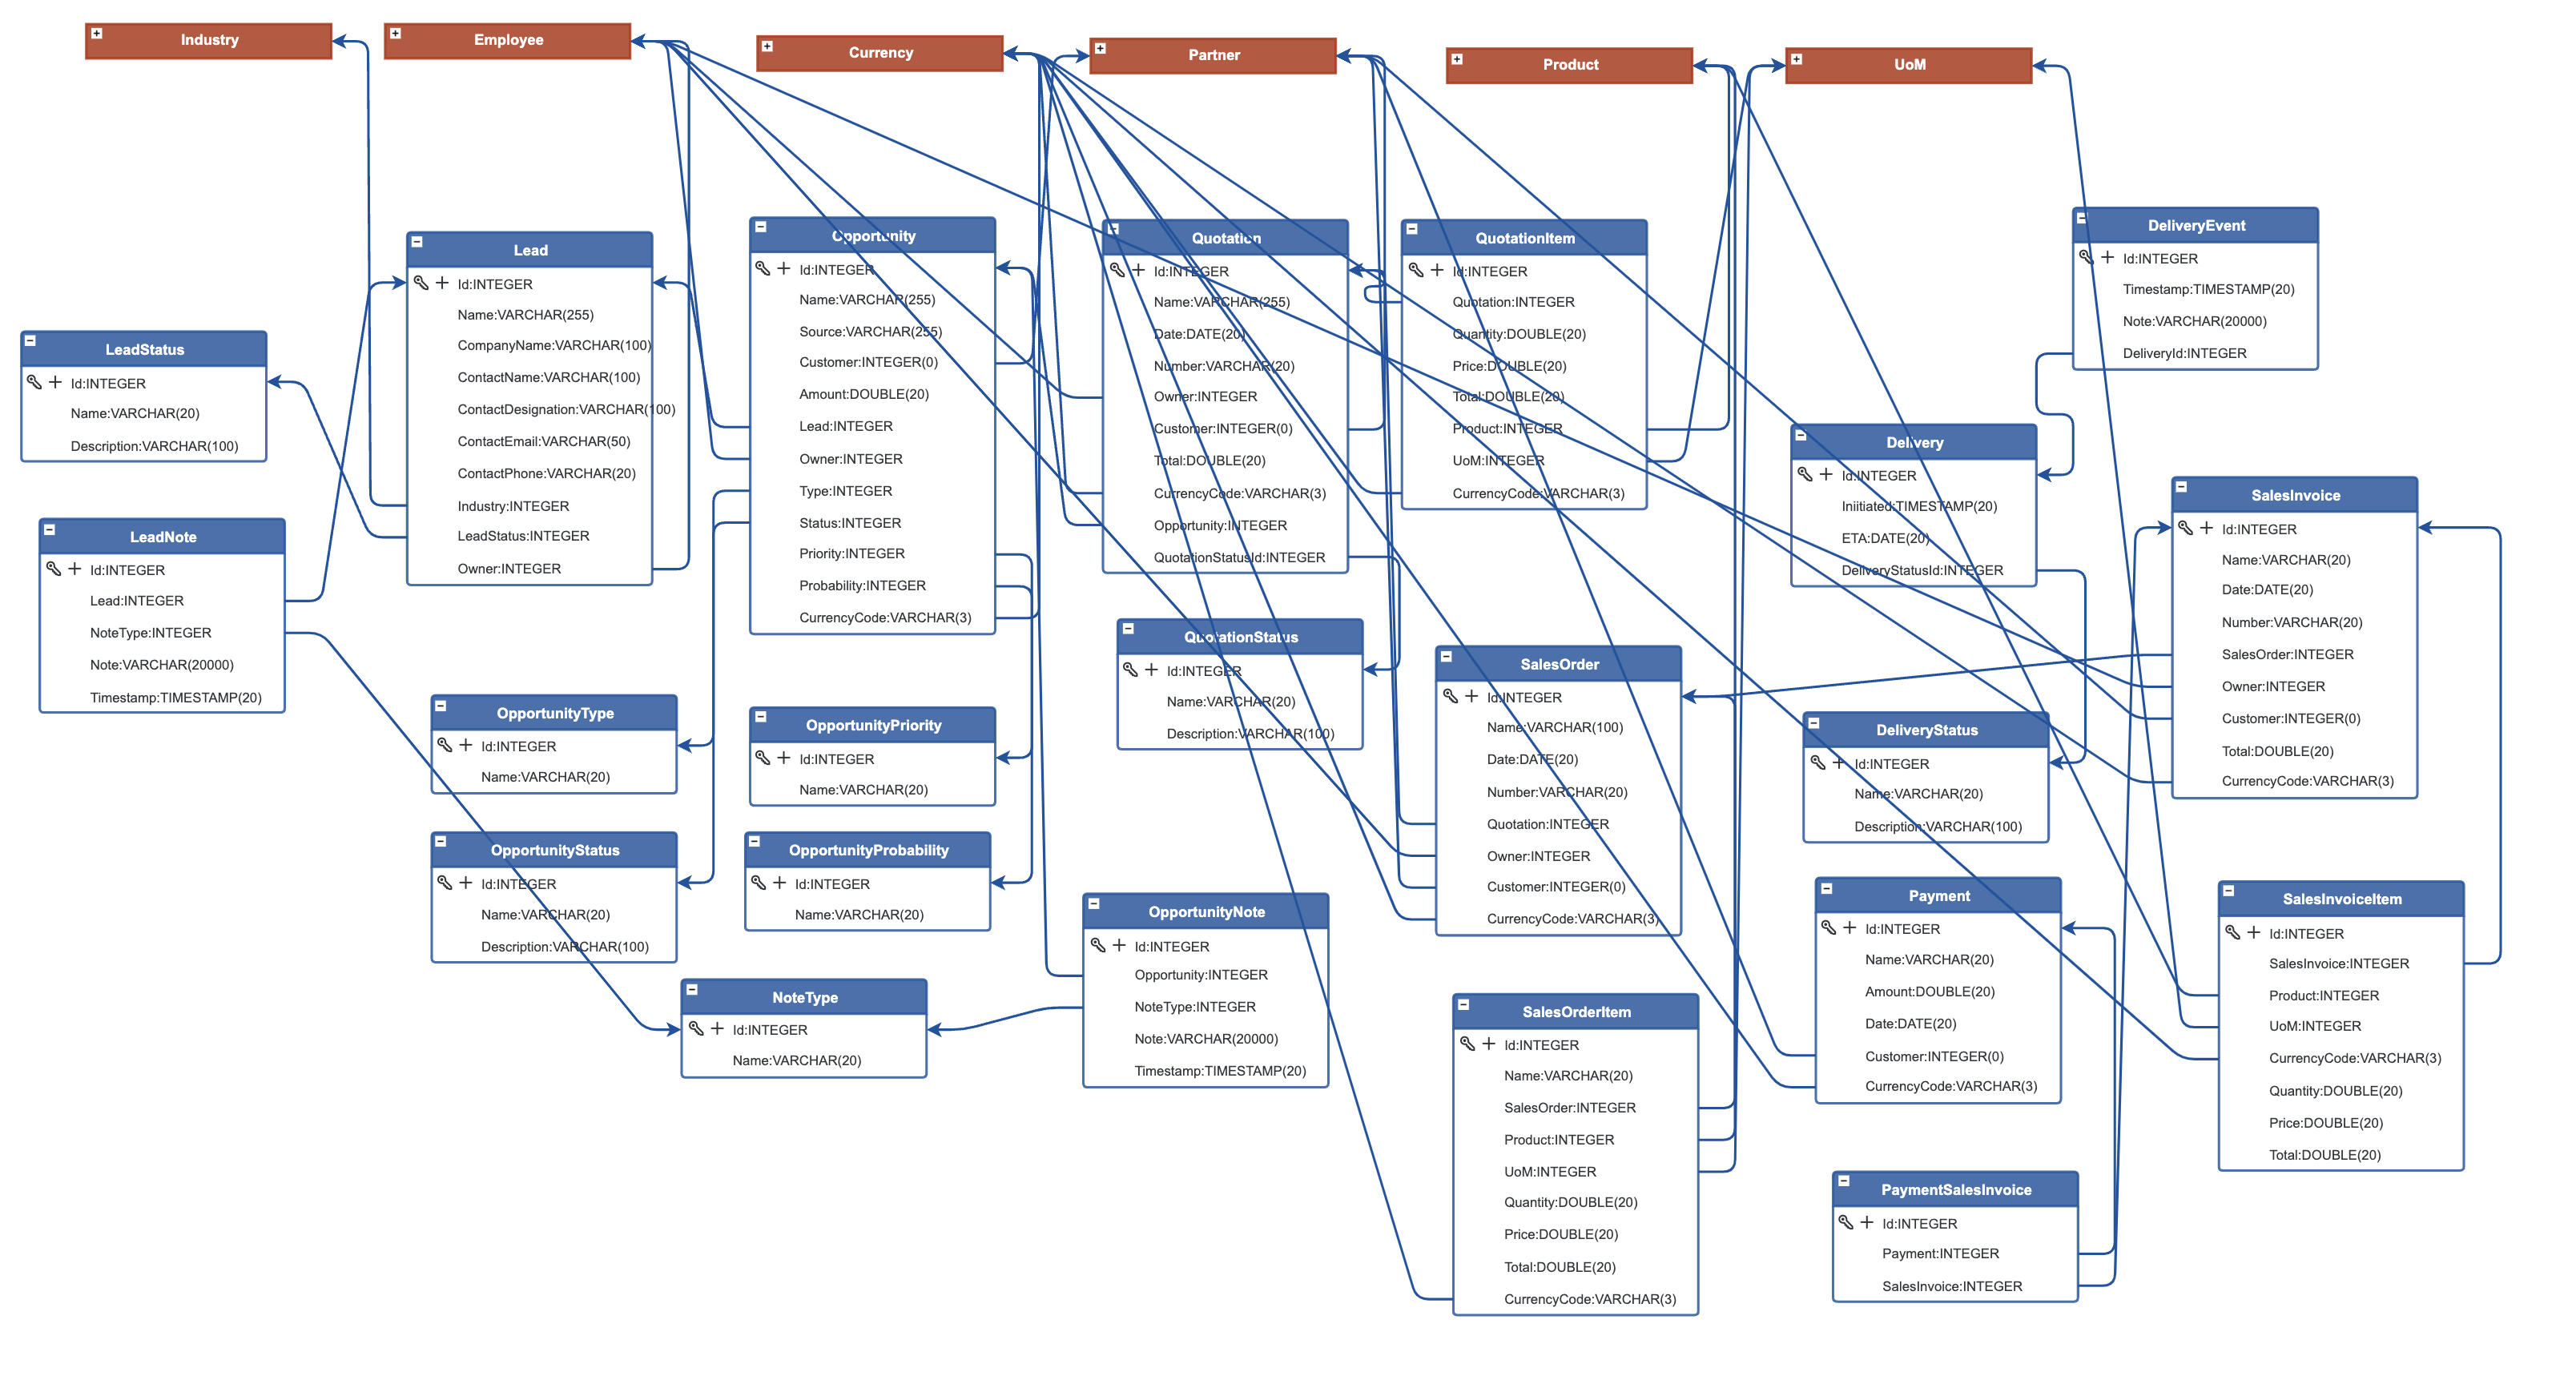 Industry
Employee
Currency
Partner
Product
UoM
Lead
Id:INTEGER
Name:VARCHAR(255)
CompanyName:VARCHAR(100)
ContactName:VARCHAR(100)
ContactDesignation:VARCHAR(100)
ContactEmail:VARCHAR(50)
ContactPhone:VARCHAR(20)
Industry:INTEGER
LeadStatus:INTEGER
Owner:INTEGER
LeadStatus
Id:INTEGER
Name:VARCHAR(20)
Description:VARCHAR(100)
LeadNote
Id:INTEGER
Lead:INTEGER
NoteType:INTEGER
Note:VARCHAR(20000)
Timestamp:TIMESTAMP(20)
Opportunity
Id:INTEGER
Name:VARCHAR(255)
Source:VARCHAR(255)
Customer:INTEGER(0)
Amount:DOUBLE(20)
Lead:INTEGER
Owner:INTEGER
Type:INTEGER
Status:INTEGER
Priority:INTEGER
Probability:INTEGER
CurrencyCode:VARCHAR(3)
OpportunityType
Id:INTEGER
Name:VARCHAR(20)
OpportunityPriority
Id:INTEGER
Name:VARCHAR(20)
OpportunityStatus
Id:INTEGER
Name:VARCHAR(20)
Description:VARCHAR(100)
OpportunityProbability
Id:INTEGER
Name:VARCHAR(20)
NoteType
Id:INTEGER
Name:VARCHAR(20)
OpportunityNote
Id:INTEGER
Opportunity:INTEGER
NoteType:INTEGER
Note:VARCHAR(20000)
Timestamp:TIMESTAMP(20)
Quotation
Id:INTEGER
Name:VARCHAR(255)
Date:DATE(20)
Number:VARCHAR(20)
Owner:INTEGER
Customer:INTEGER(0)
Total:DOUBLE(20)
CurrencyCode:VARCHAR(3)
Opportunity:INTEGER
QuotationStatusId:INTEGER
QuotationItem
Id:INTEGER
Quotation:INTEGER
Quantity:DOUBLE(20)
Price:DOUBLE(20)
Total:DOUBLE(20)
Product:INTEGER
UoM:INTEGER
CurrencyCode:VARCHAR(3)
QuotationStatus
Id:INTEGER
Name:VARCHAR(20)
Description:VARCHAR(100)
SalesOrder
Id:INTEGER
Name:VARCHAR(100)
Date:DATE(20)
Number:VARCHAR(20)
Quotation:INTEGER
Owner:INTEGER
Customer:INTEGER(0)
CurrencyCode:VARCHAR(3)
SalesOrderItem
Id:INTEGER
Name:VARCHAR(20)
SalesOrder:INTEGER
Product:INTEGER
UoM:INTEGER
Quantity:DOUBLE(20)
Price:DOUBLE(20)
Total:DOUBLE(20)
CurrencyCode:VARCHAR(3)
DeliveryEvent
Id:INTEGER
Timestamp:TIMESTAMP(20)
Note:VARCHAR(20000)
DeliveryId:INTEGER
Delivery
Id:INTEGER
Iniitiated:TIMESTAMP(20)
ETA:DATE(20)
DeliveryStatusId:INTEGER
DeliveryStatus
Id:INTEGER
Name:VARCHAR(20)
Description:VARCHAR(100)
SalesInvoice
Id:INTEGER
Name:VARCHAR(20)
Date:DATE(20)
Number:VARCHAR(20)
SalesOrder:INTEGER
Owner:INTEGER
Customer:INTEGER(0)
Total:DOUBLE(20)
CurrencyCode:VARCHAR(3)
Payment
Id:INTEGER
Name:VARCHAR(20)
Amount:DOUBLE(20)
Date:DATE(20)
Customer:INTEGER(0)
CurrencyCode:VARCHAR(3)
SalesInvoiceItem
Id:INTEGER
SalesInvoice:INTEGER
Product:INTEGER
UoM:INTEGER
CurrencyCode:VARCHAR(3)
Quantity:DOUBLE(20)
Price:DOUBLE(20)
Total:DOUBLE(20)
PaymentSalesInvoice
Id:INTEGER
Payment:INTEGER
SalesInvoice:INTEGER